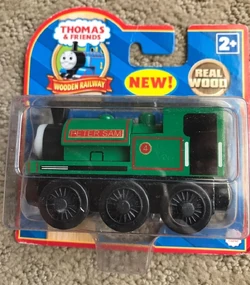 THOMAS
& FRIENDS
WOODEN RAILWAY
2+
NEW!
REAL
WOOD
PETER SAM
4